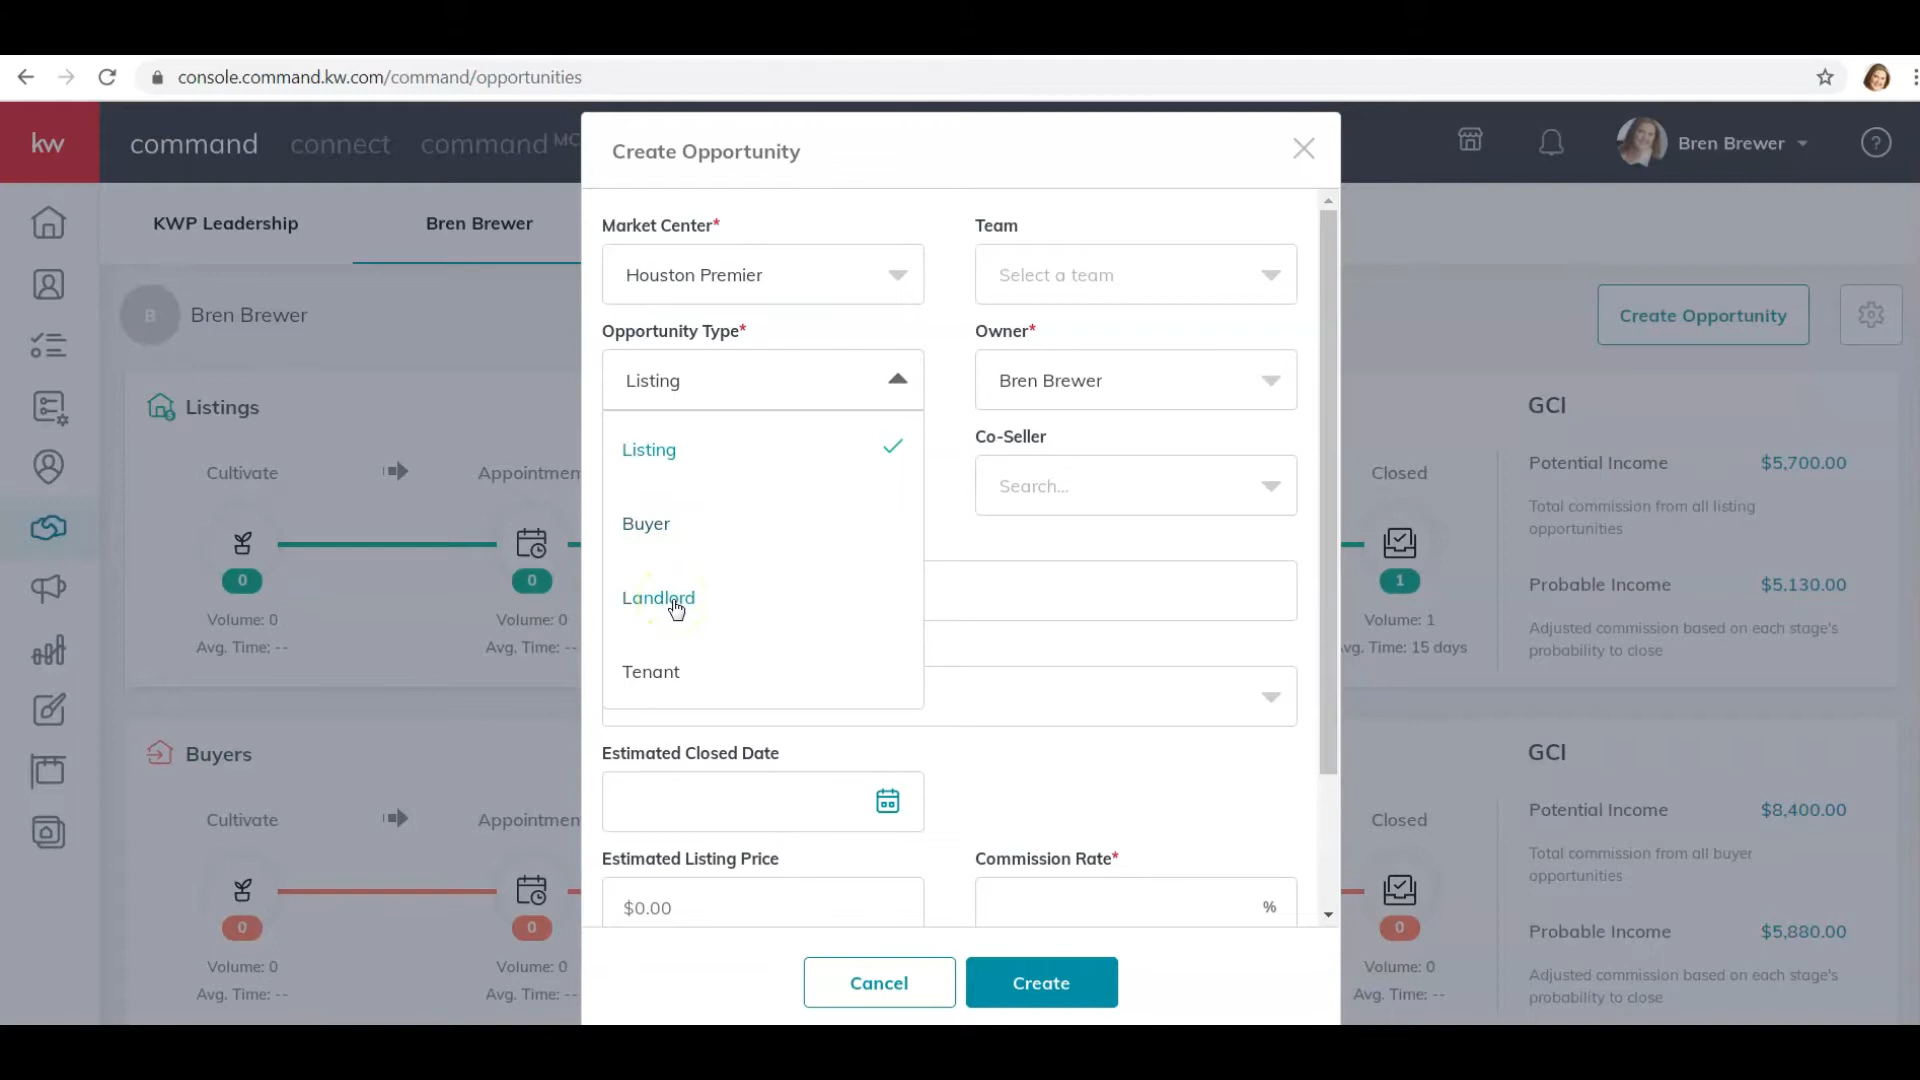 console.command.kw.com/command/opportunities
kw
command
connect
command MC
Bren Brewer
?
KWP Leadership
Bren Brewer
B
Bren Brewer
Create Opportunity
Listings
Cultivate
Appointmen
0
0
Volume: 0
Volume: 0
Avg. Time: --
Avg. Time: --
Closed
1
Volume: 1
vg. Time: 15 days
GCI
Potential Income
$5,700.00
Total commission from all listing
opportunities
Probable Income
$5,130.00
Adjusted commission based on each stage's
probability to close
Buyers
Cultivate
Appointmen
0
0
Volume: 0
Volume: 0
Avg. Time: --
Avg. Time: --
Closed
0
Volume: 0
Avg. Time: --
GCI
Potential Income
$8,400.00
Total commission from all buyer
opportunities
Probable Income
$5,880.00
Adjusted commission based on each stage's
probability to close
Create Opportunity
Market Center*
Team
Houston Premier
Select a team
Opportunity Type*
Owner*
Listing
Bren Brewer
Listing
Buyer
Landlord
Tenant
Co-Seller
Search...
Estimated Closed Date
Estimated Listing Price
Commission Rate*
$0.00
%
Cancel
Create